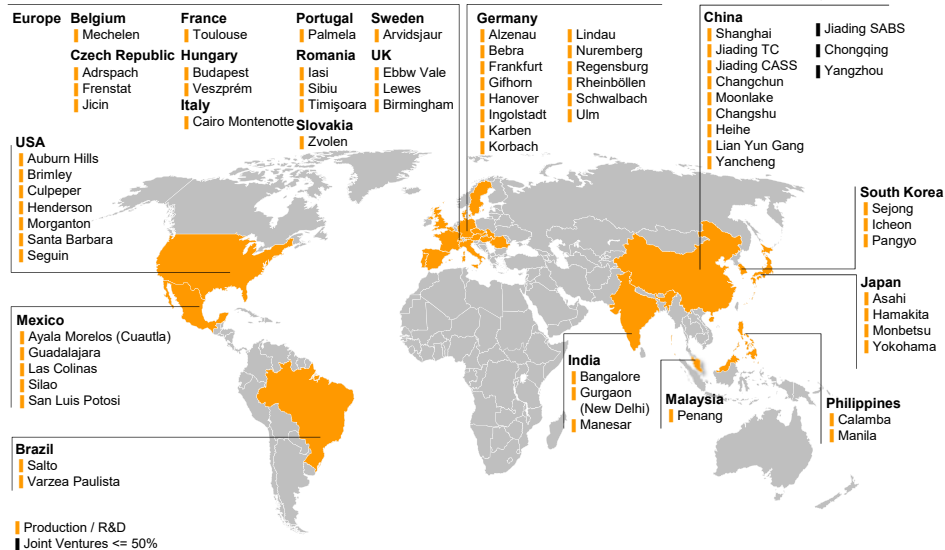 Europe
Belgium
Mechelen
Czech Republic
Adrspach
Frenstat
Jicin
France
Toulouse
Hungary
Budapest
Veszprém
Italy
Cairo Montenotte
Portugal
Palmela
Romania
Iasi
Sibiu
Timişoara
Slovakia
Zvolen
Sweden
Arvidsjaur
UK
Ebbw Vale
Lewes
Birmingham
Germany
Alzenau
Bebra
Frankfurt
Gifhorn
Hanover
Ingolstadt
Karben
Korbach
Lindau
Nuremberg
Regensburg
Rheinböllen
Schwalbach
Ulm
China
Shanghai
Jiading TC
Jiading CASS
Changchun
Moonlake
Changshu
Heihe
Lian Yun Gang
Yancheng
Jiading SABS
Chongqing
Yangzhou
USA
Auburn Hills
Brimley
Culpeper
Henderson
Morganton
Santa Barbara
Seguin
South Korea
Sejong
Icheon
Pangyo
Japan
Asahi
Hamakita
Monbetsu
Yokohama
Mexico
Ayala Morelos (Cuautla)
Guadalajara
Las Colinas
Silao
San Luis Potosi
India
Bangalore
Gurgaon
(New Delhi)
Manesar
Malaysia
Penang
Philippines
Calamba
Manila
Brazil
Salto
Varzea Paulista
Production / R&D
Joint Ventures <= 50%